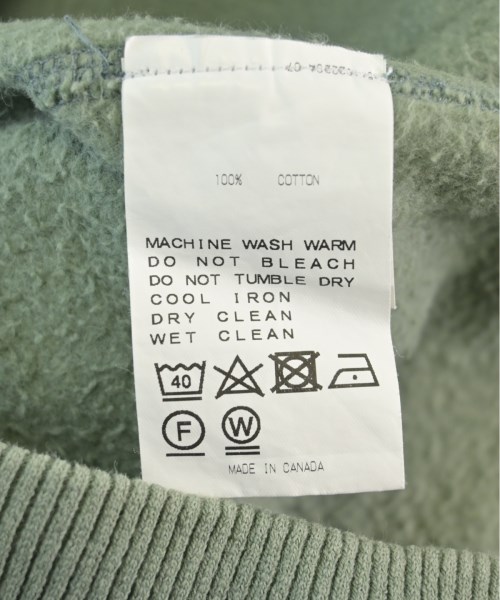 100% COTTON
MACHINE WASH WARM
DO NOT BLEACH
DO NOT TUMBLE DRY
COOL IRON
DRY CLEAN
WET CLEAN
40
F W
MADE IN CANADA